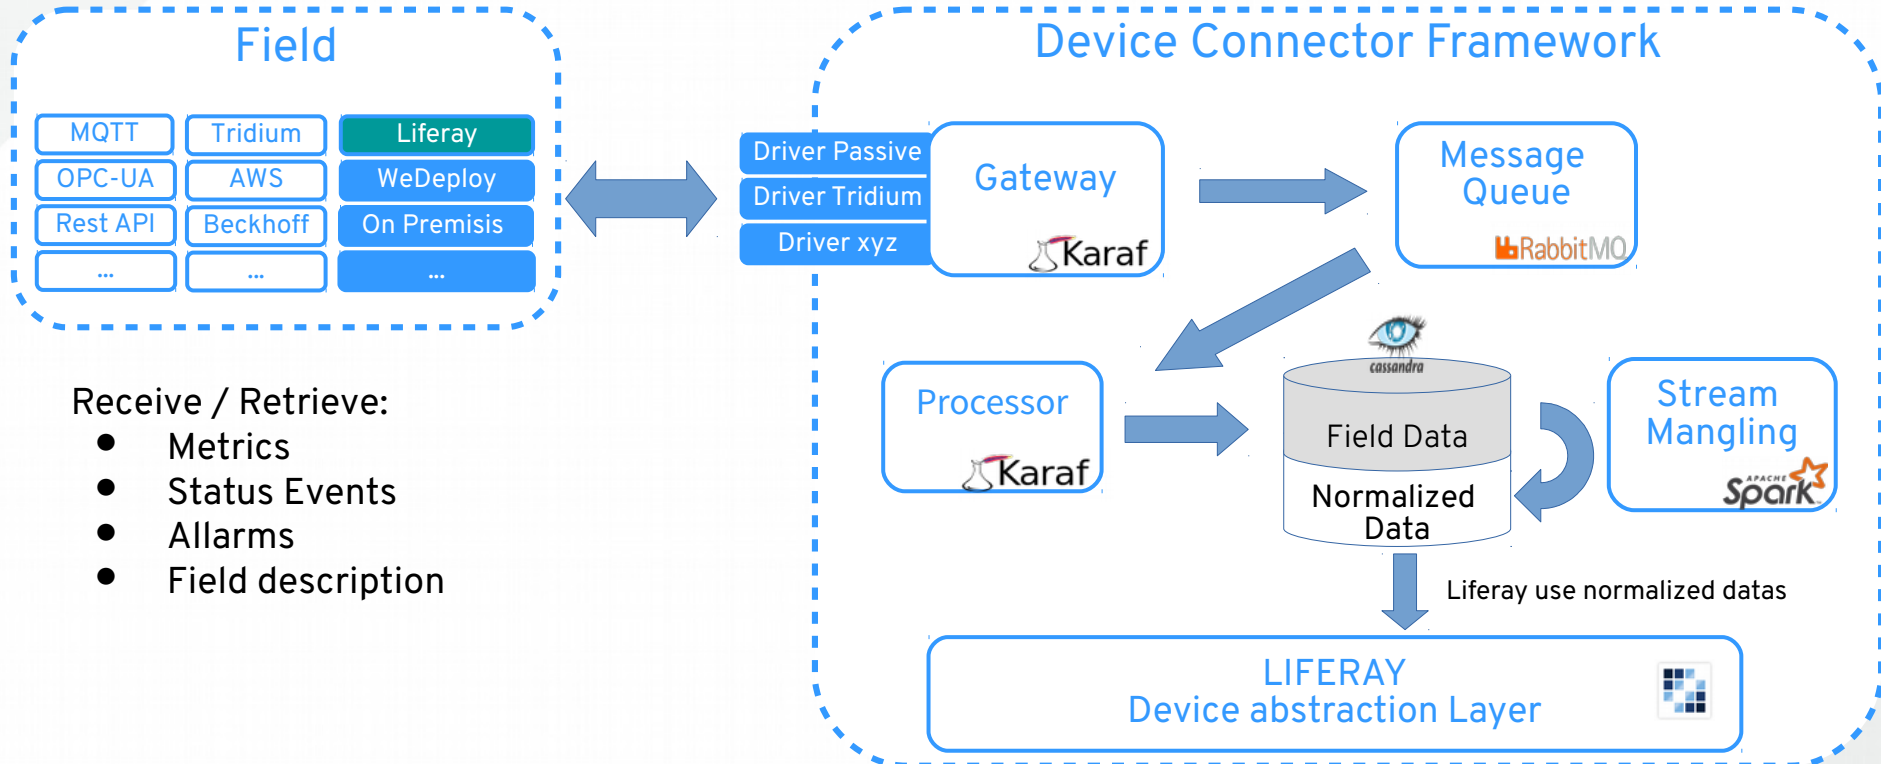 Field
MQTT
Tridium
Liferay
OPC-UA
AWS
WeDeploy
Rest API
Beckhoff
On Premisis
...
...
...
Receive / Retrieve:
● Metrics
● Status Events
● Allarms
● Field description
Device Connector Framework
Driver Passive
Driver Tridium
Driver xyz
Gateway
Karaf
Message
Queue
RabbitMQ
Processor
Karaf
cassandra
Field Data
Normalized
Data
Stream
Mangling
APACHE
Spark
Liferay use normalized datas
LIFERAY
Device abstraction Layer